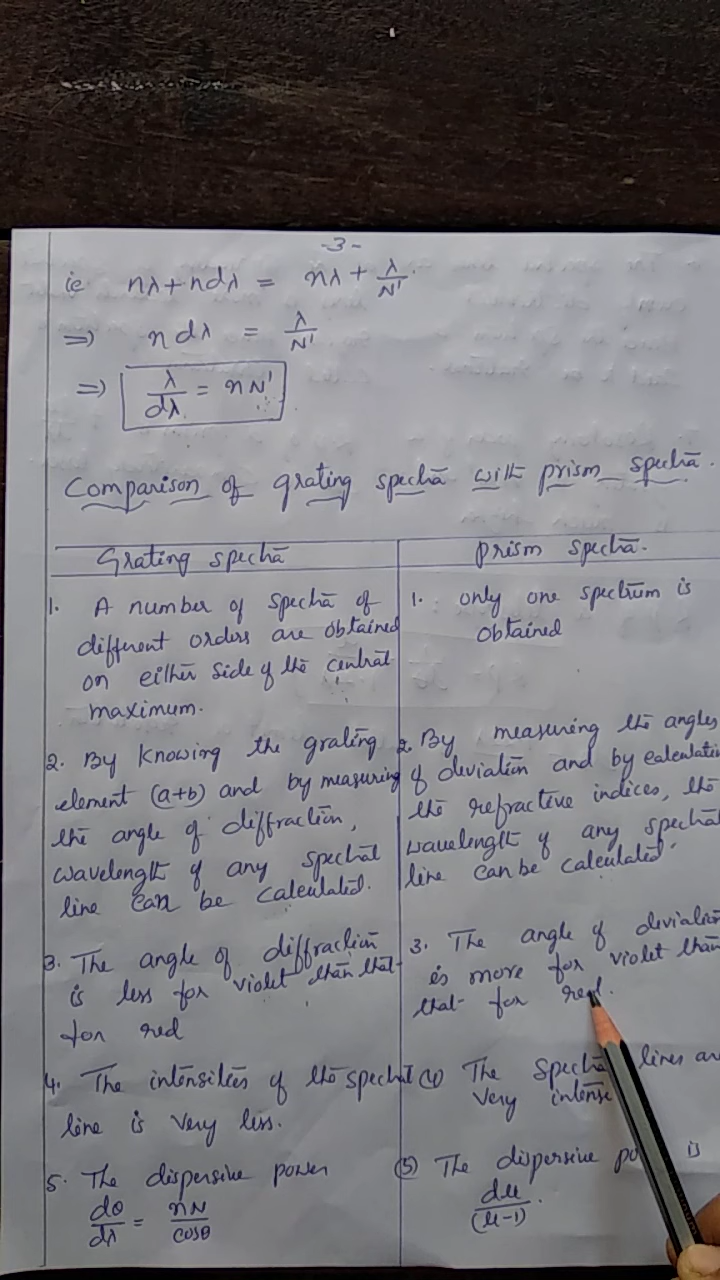 -3-
ie nλ+ndλ = nλ + λ/N'
⇒ ndλ = λ/N'
⇒ λ/dλ = nN'
Comparison of grating spectra with prism spectra.
Grating spectra
1. A number of spectra of
different orders are obtained
on either side of the central
maximum.
2. By knowing the grating
element (a+b) and by measuring
the angle of diffraction,
wavelength of any spectral
line can be calculated.
3. The angle of diffraction
is less for violet than that
for red
4. The intensities of the spectral
line is very less.
5. The dispersive power
dθ/dλ = nN/cosθ
prism spectra.
1. only one spectrum is
obtained
2. By measuring the angles
of deviation and by calculati
the refractive indices, the
wavelength of any spectra
line can be calculated.
3. The angle of deviation
is more for violet than
that for red.
(4) The spectra lines are
very intense
(5) The dispersive po is
dμ/(μ-1).